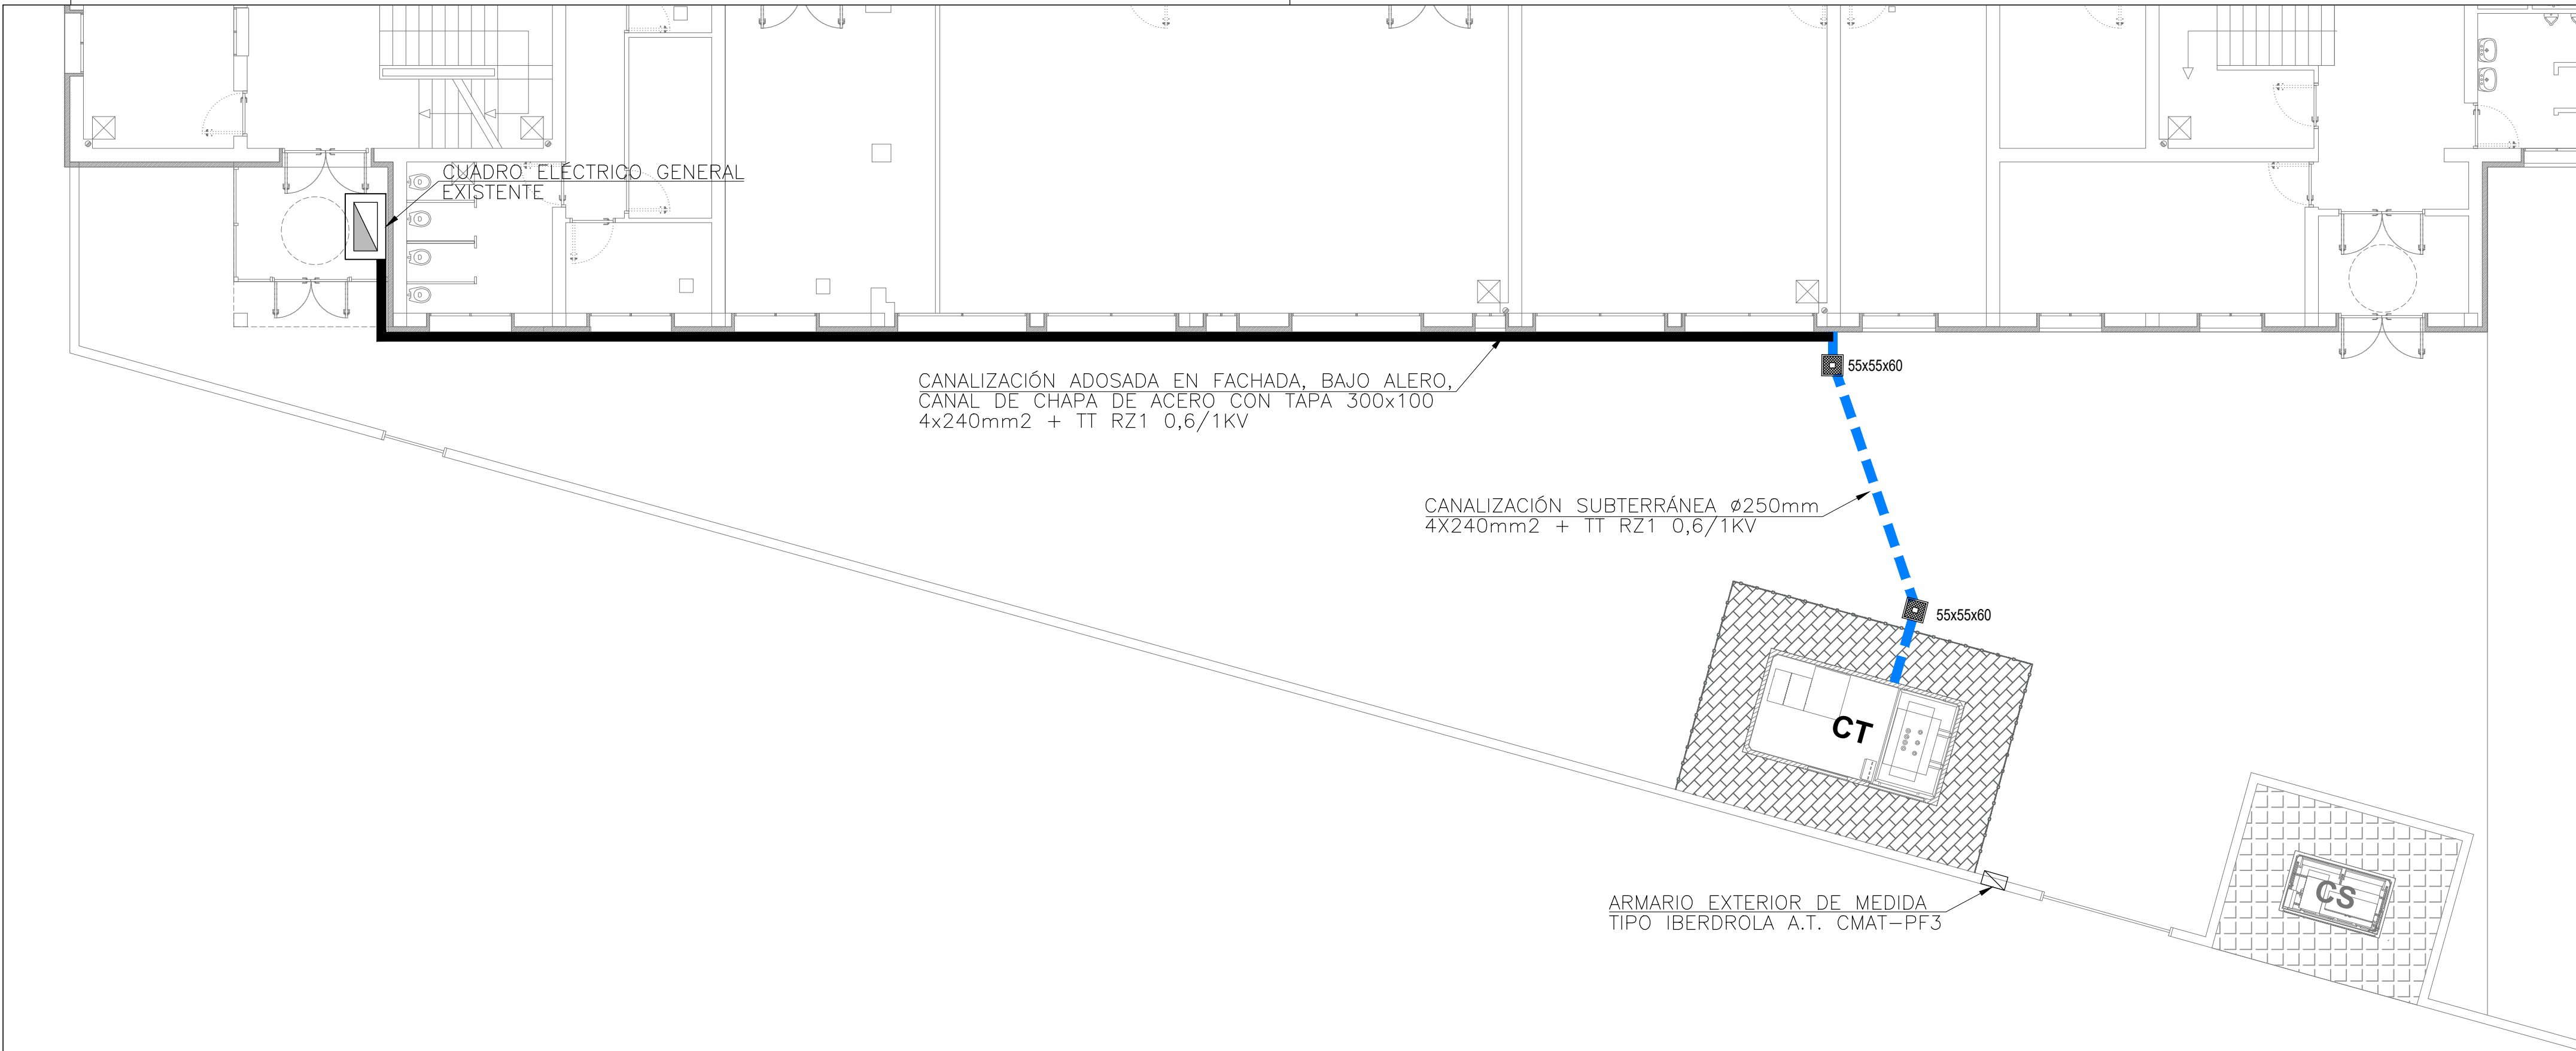 CUADRO ELÉCTRICO GENERAL
EXISTENTE
55x55x60
CANALIZACIÓN ADOSADA EN FACHADA, BAJO ALERO,
CANAL DE CHAPA DE ACERO CON TAPA 300x100
4x240mm2 + TT RZ1 0,6/1KV
CANALIZACIÓN SUBTERRÁNEA ø250mm
4X240mm2 + TT RZ1 0,6/1KV
55x55x60
CT
CS
ARMARIO EXTERIOR DE MEDIDA
TIPO IBERDROLA A.T. CMAT-PF3